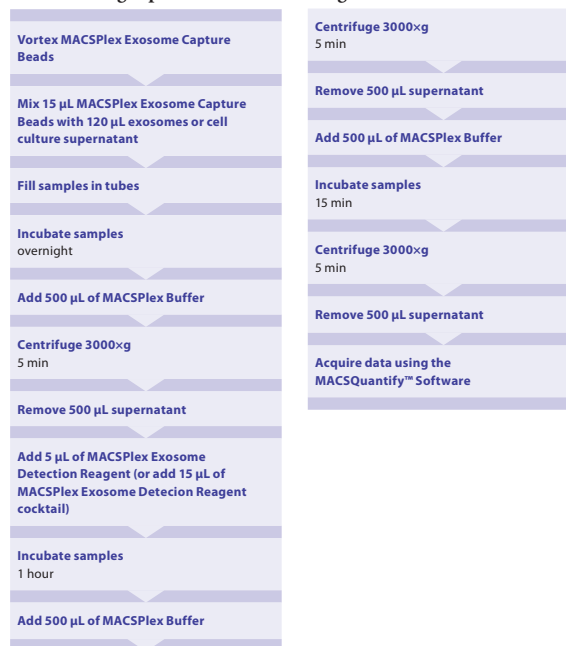 Vortex MACSPlex Exosome Capture
Beads
Mix 15 µL MACSPlex Exosome Capture
Beads with 120 µL exosomes or cell
culture supernatant
Fill samples in tubes
Incubate samples
overnight
Add 500 µL of MACSPlex Buffer
Centrifuge 3000×g
5 min
Remove 500 µL supernatant
Add 5 µL of MACSPlex Exosome
Detection Reagent (or add 15 µL of
MACSPlex Exosome Detecion Reagent
cocktail)
Incubate samples
1 hour
Add 500 µL of MACSPlex Buffer
Centrifuge 3000×g
5 min
Remove 500 µL supernatant
Add 500 µL of MACSPlex Buffer
Incubate samples
15 min
Centrifuge 3000×g
5 min
Remove 500 µL supernatant
Acquire data using the
MACSQuantify™ Software